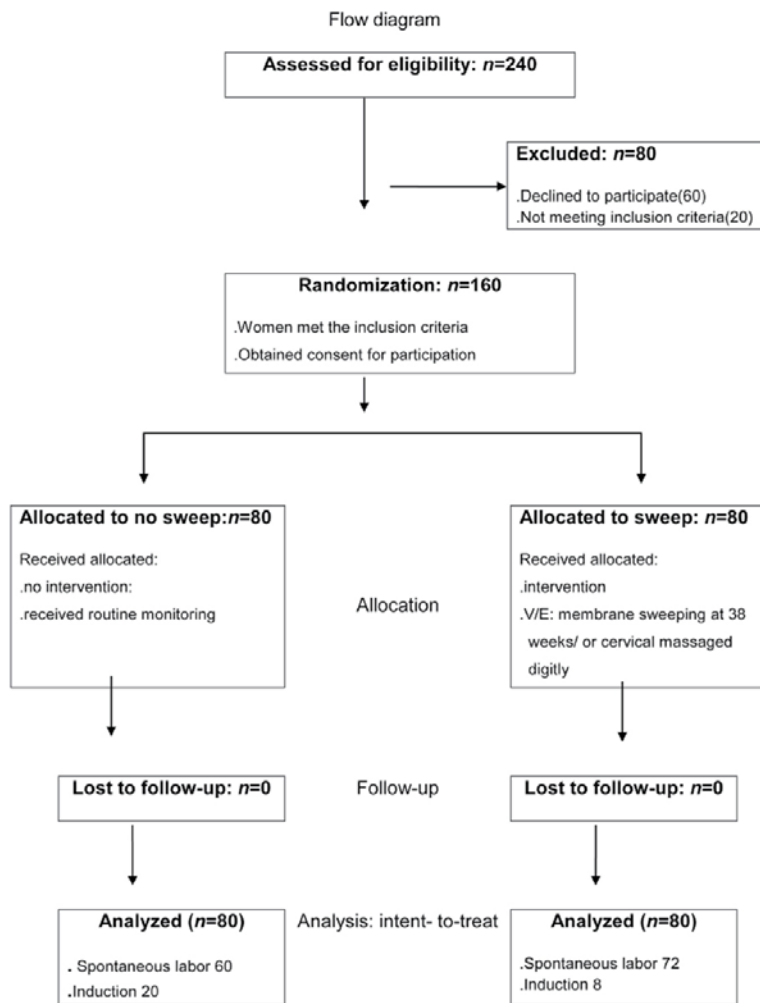 Flow diagram
Assessed for eligibility: n=240
Excluded: n=80
.Declined to participate(60)
.Not meeting inclusion criteria(20)
Randomization: n=160
.Women met the inclusion criteria
.Obtained consent for participation
Allocated to no sweep:n=80
Received allocated:
.no intervention:
.received routine monitoring
Allocation
Allocated to sweep: n=80
Received allocated:
.intervention
.V/E: membrane sweeping at 38
weeks/ or cervical massaged
digitly
Lost to follow-up: n=0
Follow-up
Lost to follow-up: n=0
Analyzed (n=80)
. Spontaneous labor 60
.Induction 20
Analysis: intent- to-treat
Analyzed (n=80)
.Spontaneous labor 72
.Induction 8